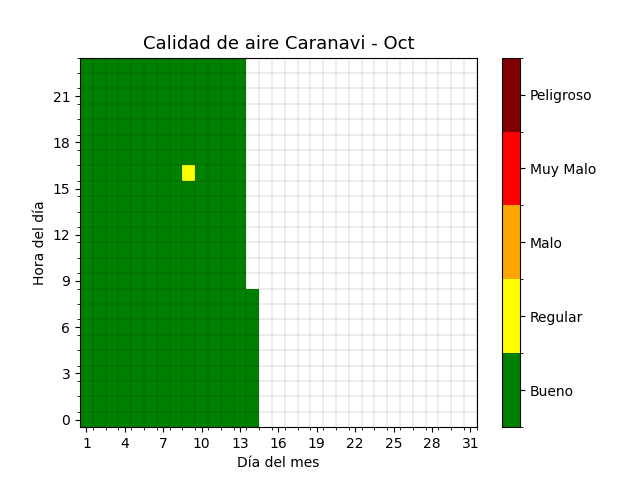 Calidad de aire Caranavi - Oct
Hora del día
21
18
15
12
9
6
3
0
1 4 7 10 13 16 19 22 25 28 31
Día del mes
Peligroso
Muy Malo
Malo
Regular
Bueno